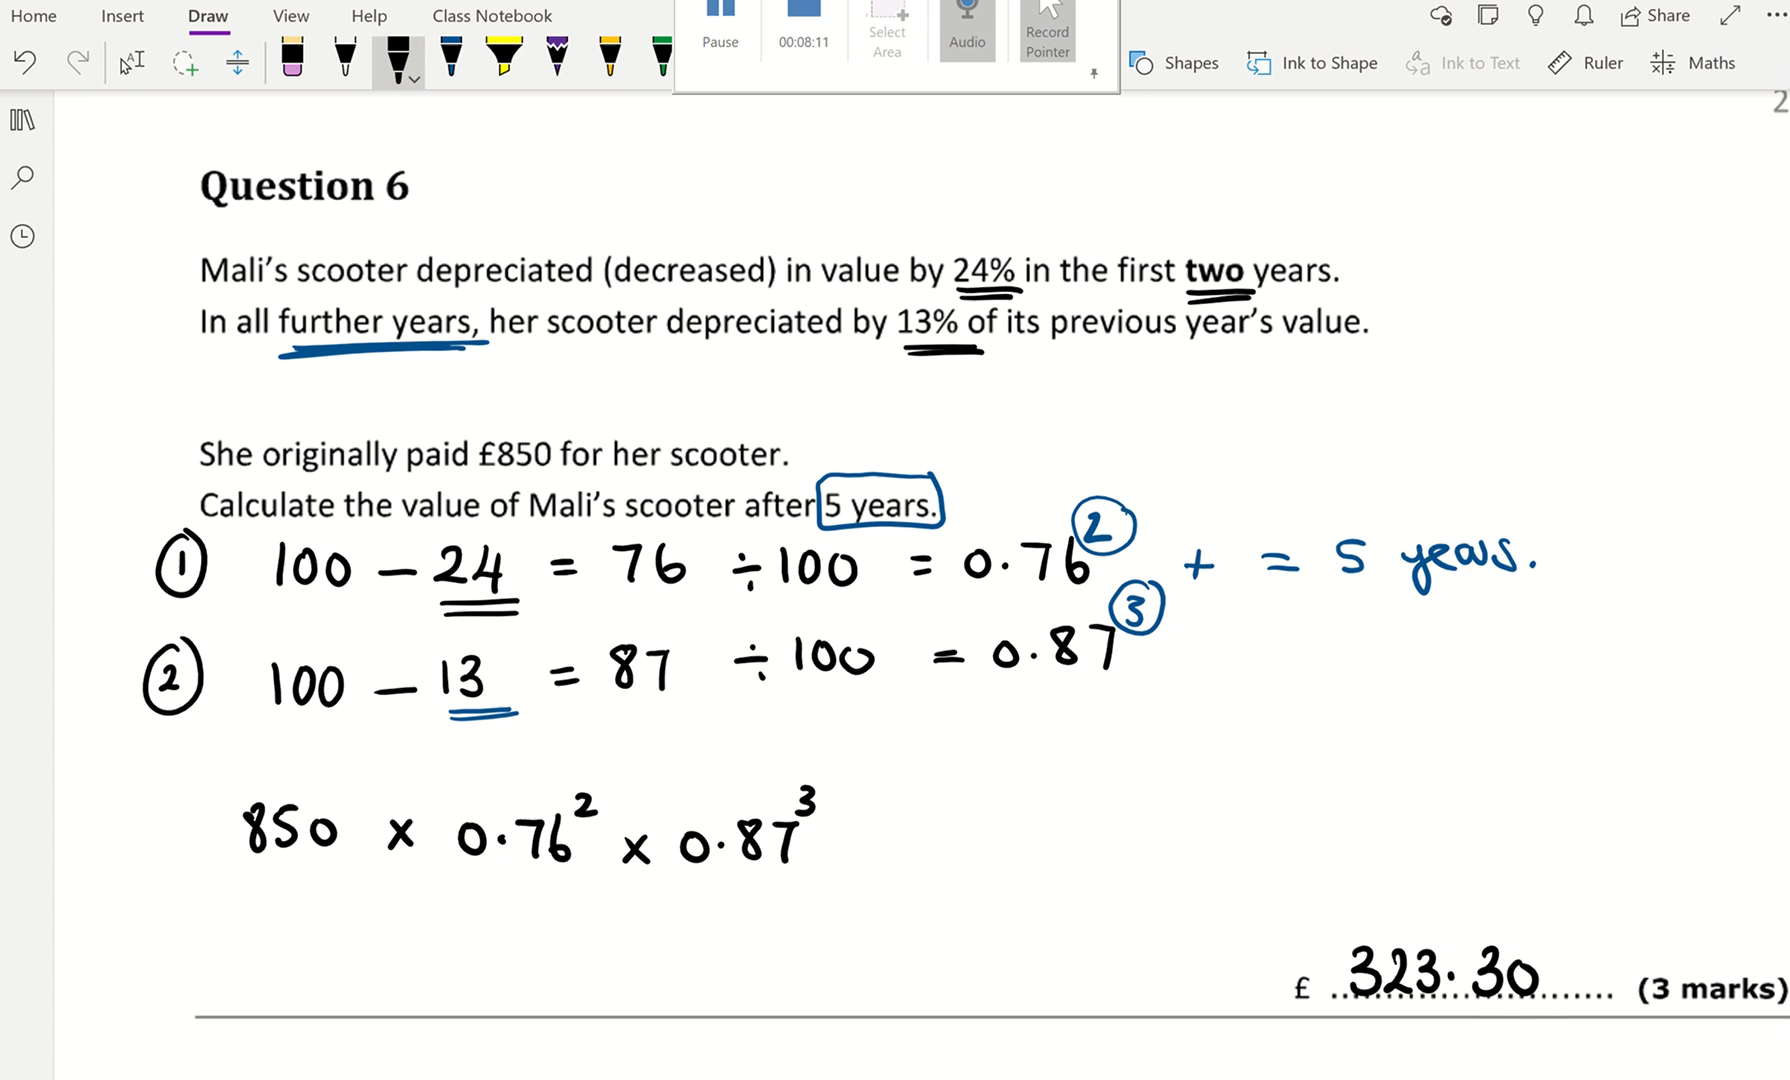 Home Insert Draw View Help Class Notebook
Pause 00:08:11 Select Area Audio Record Pointer
Share
Shapes Ink to Shape Ink to Text Ruler Maths
2
Question 6
Mali's scooter depreciated (decreased) in value by 24% in the first two years.
In all further years, her scooter depreciated by 13% of its previous year's value.
She originally paid £850 for her scooter.
Calculate the value of Mali's scooter after 5 years.
① 100 − 24 = 76 ÷ 100 = 0.76² + = 5 years.
② 100 − 13 = 87 ÷ 100 = 0.87³
850 × 0.76² × 0.87³
£ 323.30 (3 marks)